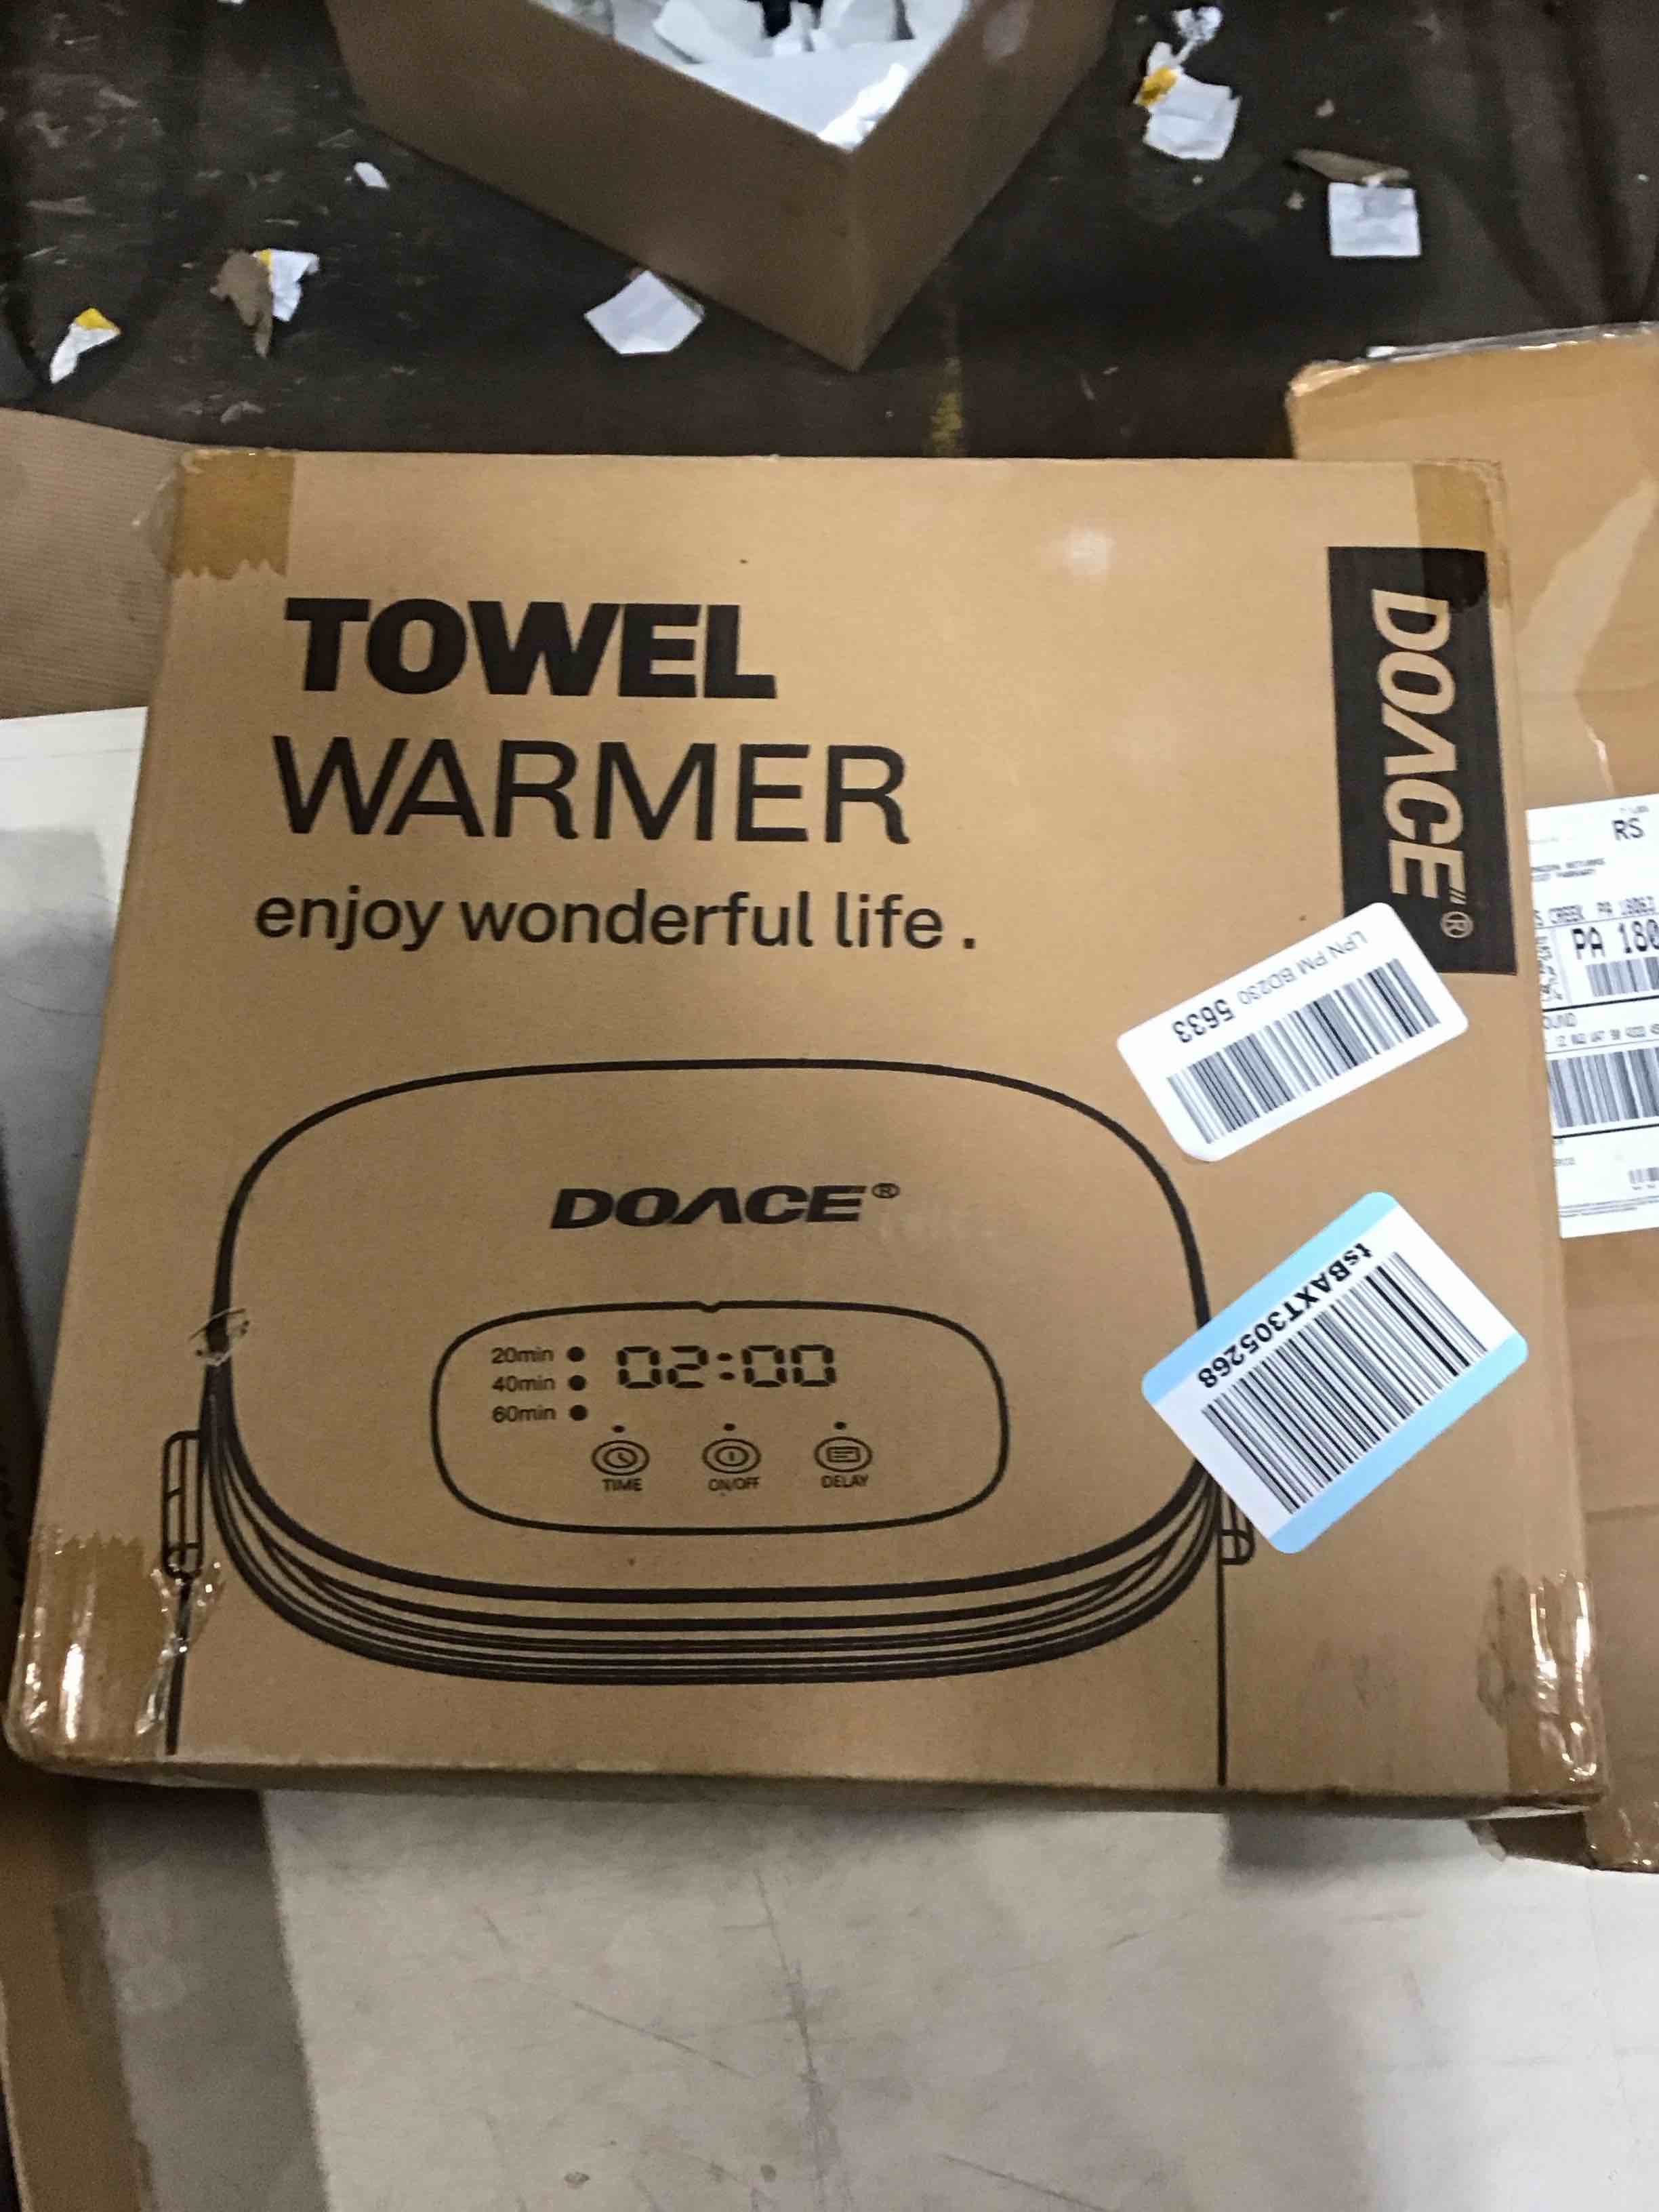 TOWEL
WARMER
enjoy wonderful life .
DOACE®
LPN PM BD230 5633
tsBAXT305268
DOACE®
20min
40min
60min
02:00
TIME
ON/OFF
DELAY
RS
PA 180